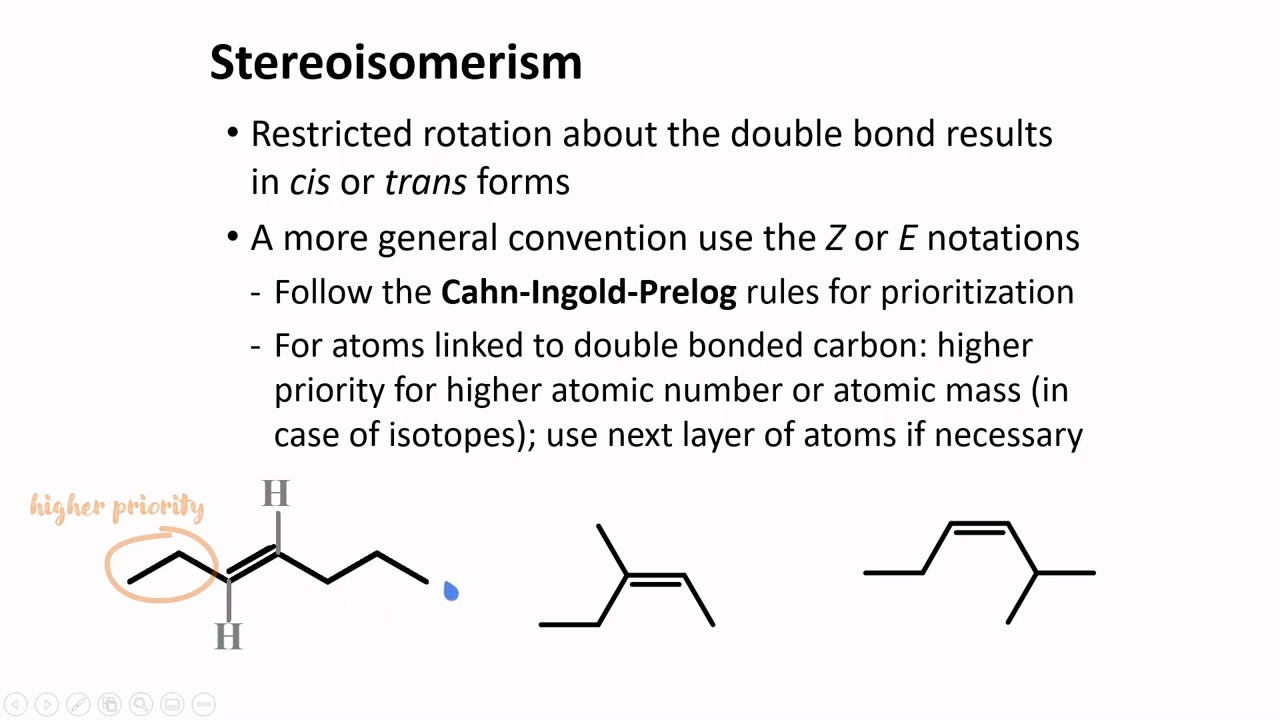 Stereoisomerism
• Restricted rotation about the double bond results
in cis or trans forms
• A more general convention use the Z or E notations
- Follow the Cahn-Ingold-Prelog rules for prioritization
- For atoms linked to double bonded carbon: higher
priority for higher atomic number or atomic mass (in
case of isotopes); use next layer of atoms if necessary
higher priority
H
H